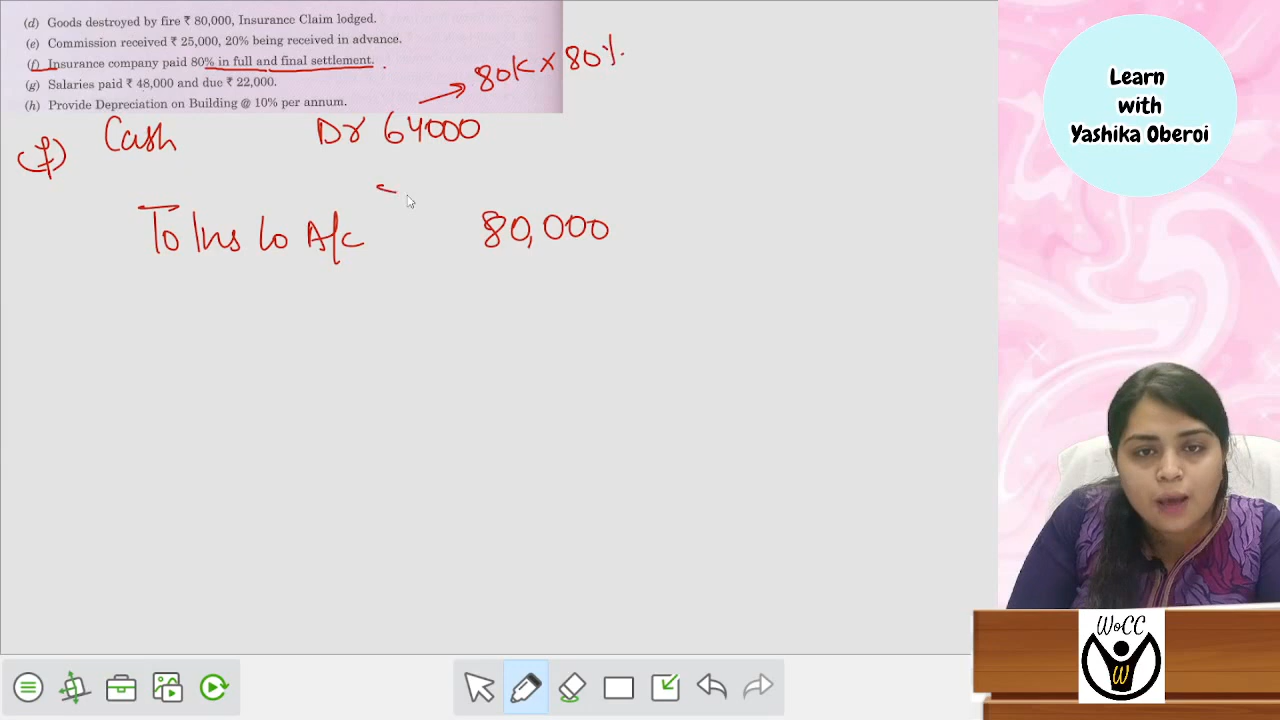 (d) Goods destroyed by fire ₹ 80,000, Insurance Claim lodged.
(e) Commission received ₹ 25,000, 20% being received in advance.
(f) Insurance company paid 80% in full and final settlement.
(g) Salaries paid ₹ 48,000 and due ₹ 22,000.
(h) Provide Depreciation on Building @ 10% per annum.
→ 80K × 80%.
(f) Cash Dr 64000
To Ins Co A/c 80,000
Learn
with
Yashika Oberoi
WoCC
W